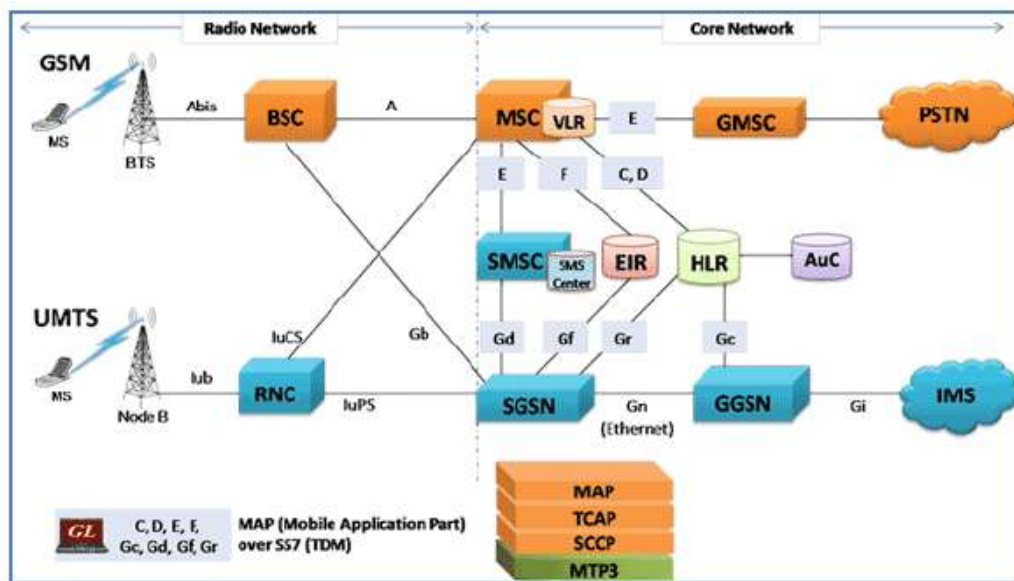 Radio Network
Core Network
GSM
MS
BTS
Abis
BSC
A
MSC
VLR
E
GMSC
PSTN
E
F
C, D
SMSC
SMS
Center
EIR
HLR
AuC
UMTS
MS
Node B
Iub
IuCS
RNC
IuPS
Gb
Gd
Gf
Gr
Gc
SGSN
Gn
(Ethernet)
GGSN
Gi
IMS
GL
C, D, E, F,
Gc, Gd, Gf, Gr
MAP (Mobile Application Part)
over SS7 (TDM)
MAP
TCAP
SCCP
MTP3